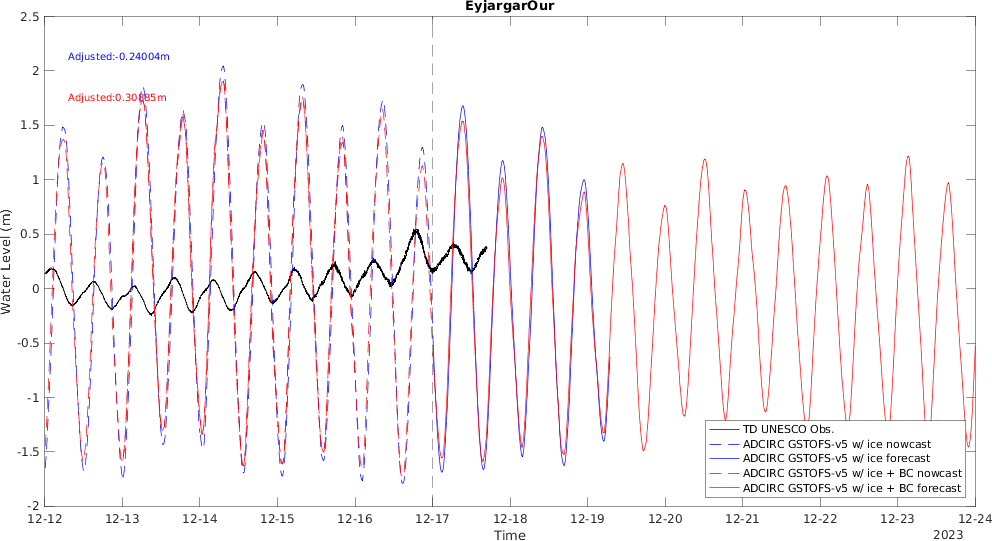 EyjargarOur
2.5
2
1.5
1
0.5
0
-0.5
-1
-1.5
-2
Water Level (m)
Adjusted:-0.24004m
Adjusted:0.30885m
TD UNESCO Obs.
ADCIRC GSTOFS-v5 w/ ice nowcast
ADCIRC GSTOFS-v5 w/ ice forecast
ADCIRC GSTOFS-v5 w/ ice + BC nowcast
ADCIRC GSTOFS-v5 w/ ice + BC forecast
12-12 12-13 12-14 12-15 12-16 12-17 12-18 12-19 12-20 12-21 12-22 12-23 12-24
Time
2023